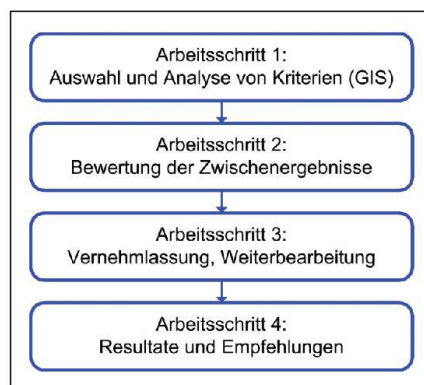 Arbeitsschritt 1:
Auswahl und Analyse von Kriterien (GIS)
Arbeitsschritt 2:
Bewertung der Zwischenergebnisse
Arbeitsschritt 3:
Vernehmlassung, Weiterbearbeitung
Arbeitsschritt 4:
Resultate und Empfehlungen